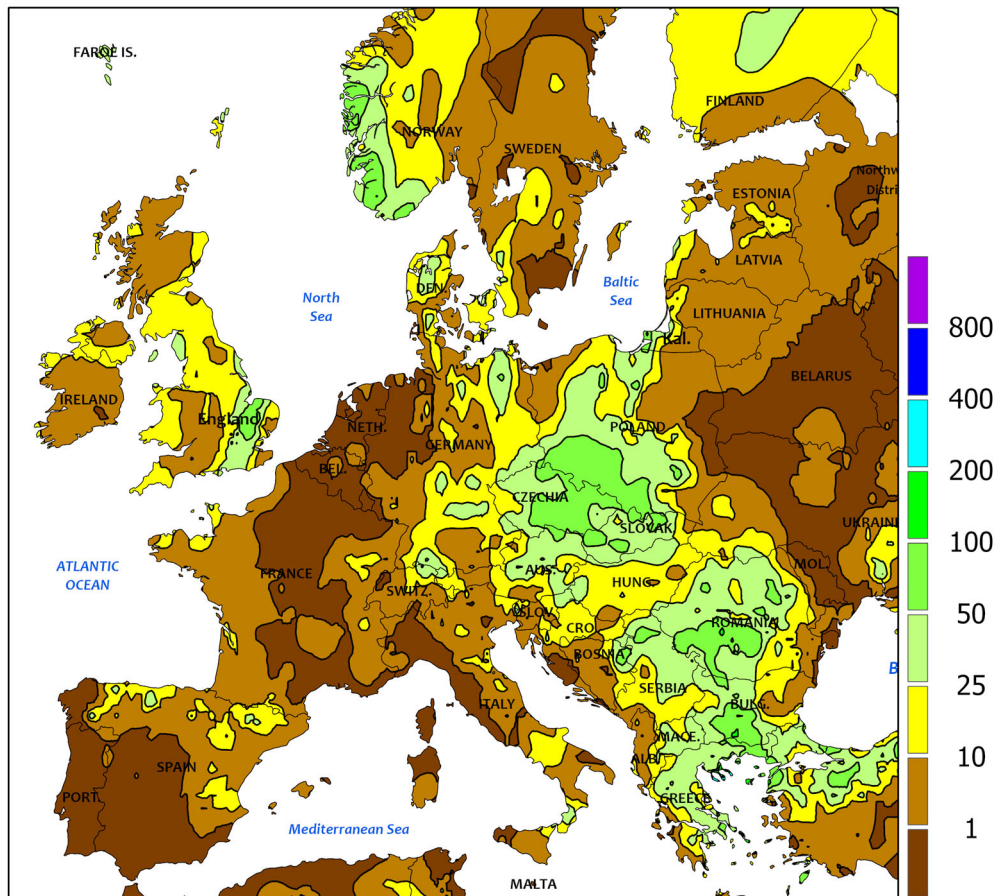 FAROE IS.
FINLAND
NORWAY
SWEDEN
Northw
Distri
ESTONIA
LATVIA
DEN.
Baltic
Sea
North
Sea
LITHUANIA
Kal.
BELARUS
IRELAND
England
NETH.
POLAND
GERMANY
BEL.
CZECHIA
UKRAINI
SLOVAK.
ATLANTIC
OCEAN
FRANCE
AUS.
MOL.
SWITZ.
HUNG.
SLOV.
CRO.
ROMANIA
BOSNIA
B
SERBIA
ITALY
BULG.
MACE.
ALB.
SPAIN
PORT.
GREECE
Mediterranean Sea
MALTA
800
400
200
100
50
25
10
1